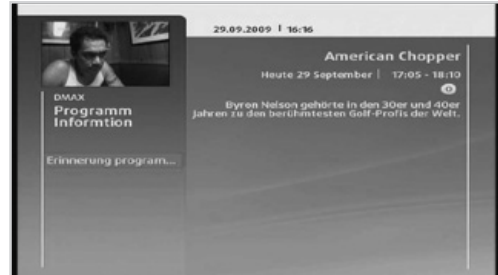 29.09.2009 | 16:16
DMAX
Programm
Informtion
Erinnerung program...
American Chopper
Heute 29 September | 17:05 - 18:10
Byron Nelson gehörte in den 30er und 40er
Jahren zu den berühmtesten Golf-Profis der Welt.